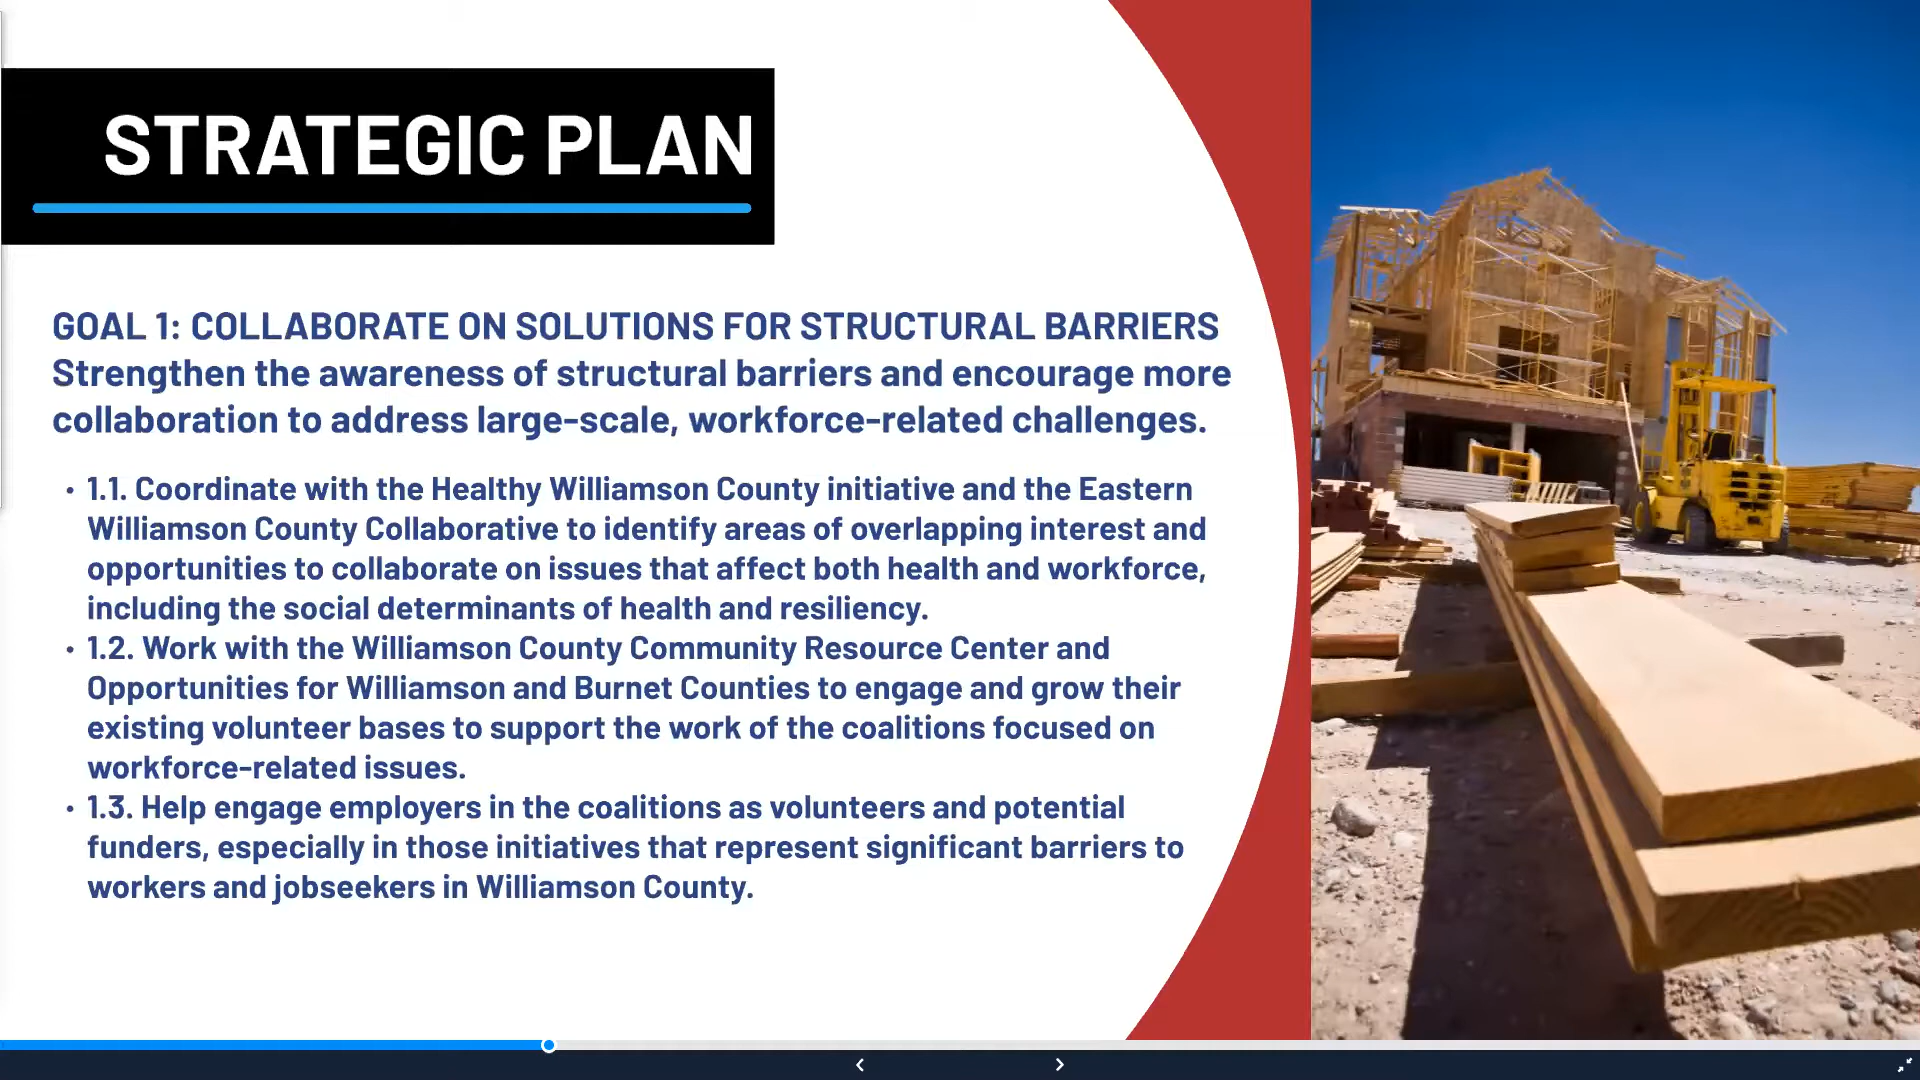 STRATEGIC PLAN
GOAL 1: COLLABORATE ON SOLUTIONS FOR STRUCTURAL BARRIERS
Strengthen the awareness of structural barriers and encourage more
collaboration to address large-scale, workforce-related challenges.
• 1.1. Coordinate with the Healthy Williamson County initiative and the Eastern
Williamson County Collaborative to identify areas of overlapping interest and
opportunities to collaborate on issues that affect both health and workforce,
including the social determinants of health and resiliency.
• 1.2. Work with the Williamson County Community Resource Center and
Opportunities for Williamson and Burnet Counties to engage and grow their
existing volunteer bases to support the work of the coalitions focused on
workforce-related issues.
• 1.3. Help engage employers in the coalitions as volunteers and potential
funders, especially in those initiatives that represent significant barriers to
workers and jobseekers in Williamson County.